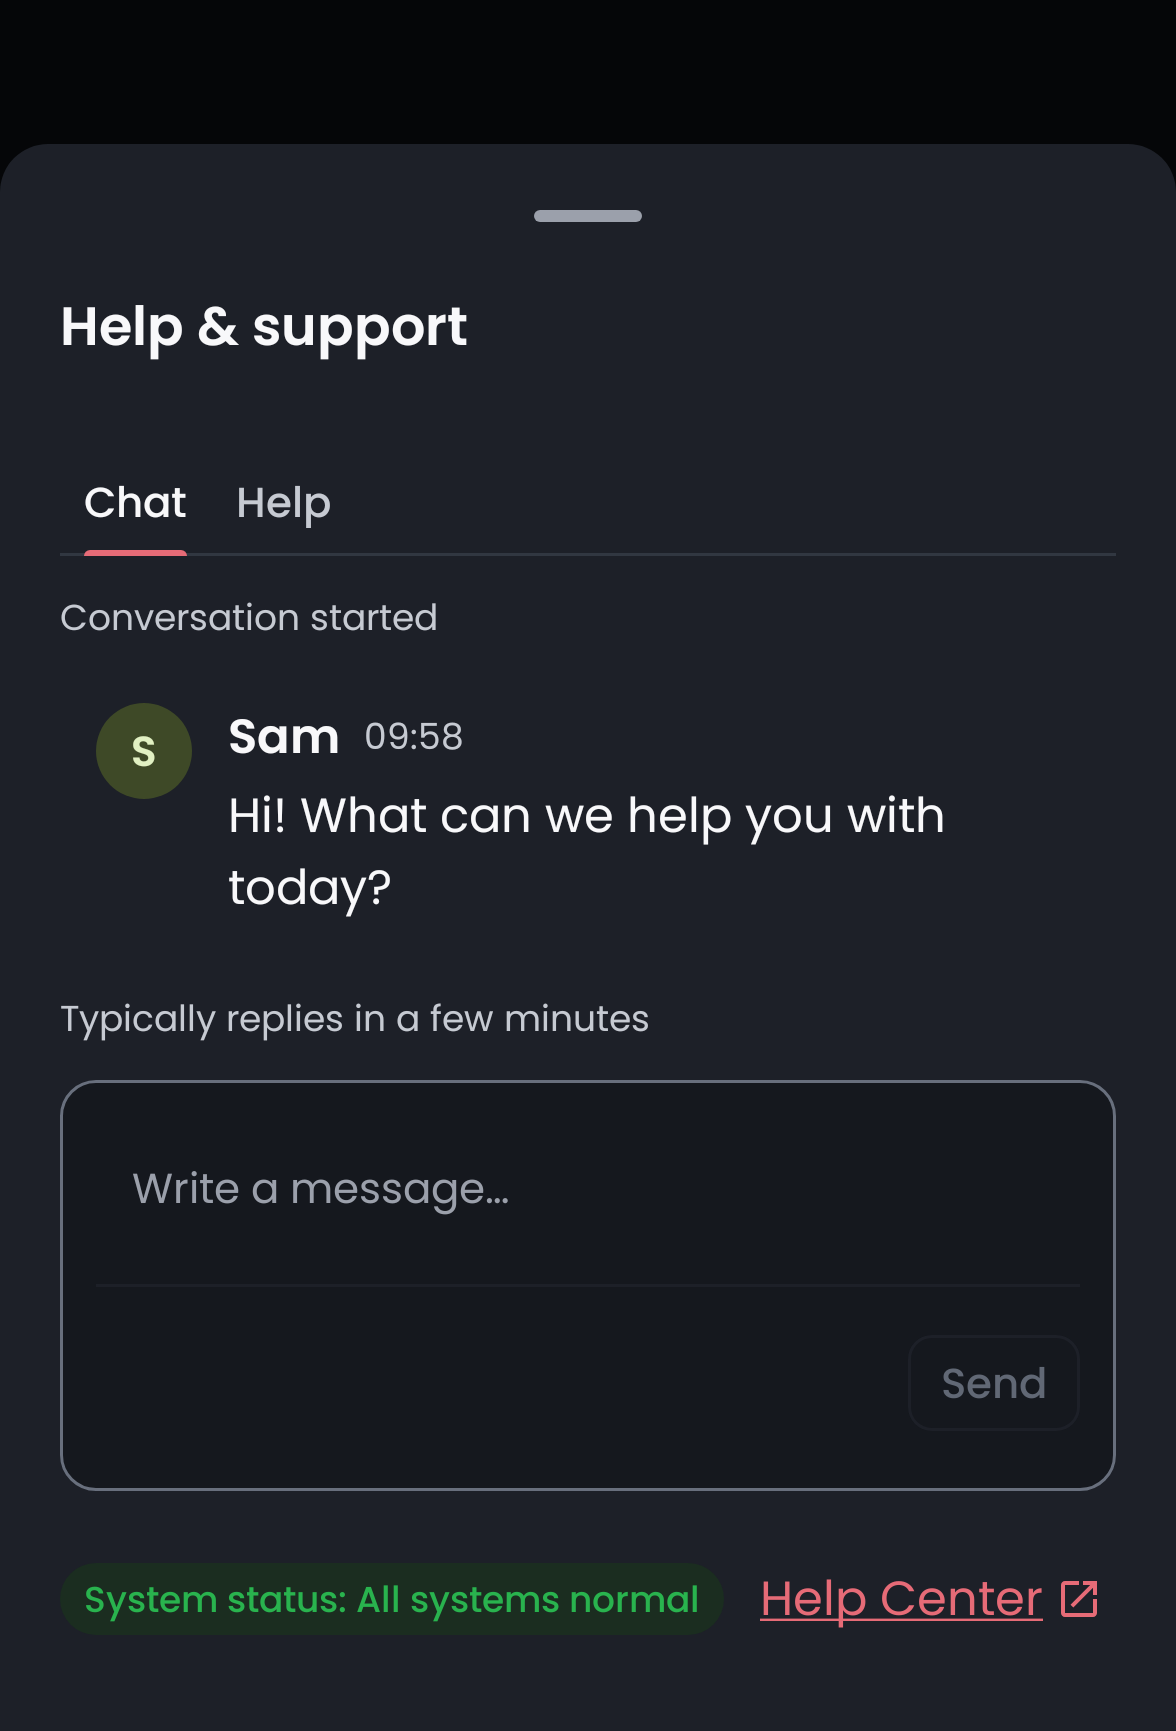 Help & support
Chat Help
Conversation started
S
Sam 09:58
Hi! What can we help you with
today?
Typically replies in a few minutes
Write a message...
Send
System status: All systems normal
Help Center